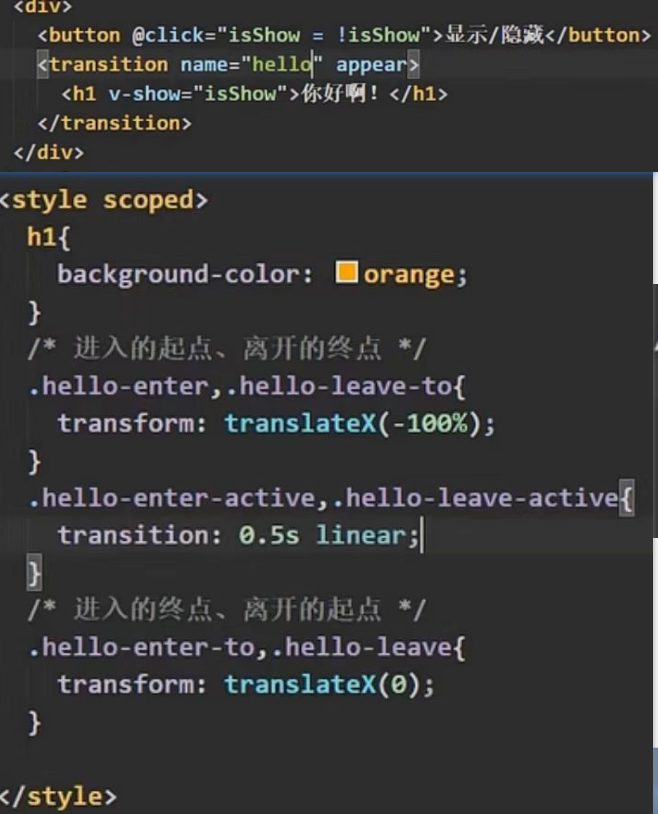 <div>
<button @click="isShow = !isShow">显示/隐藏</button>
<transition name="hello" appear>
<h1 v-show="isShow">你好啊！</h1>
</transition>
</div>
<style scoped>
h1{
background-color: orange;
}
/* 进入的起点、离开的终点 */
.hello-enter,.hello-leave-to{
transform: translateX(-100%);
}
.hello-enter-active,.hello-leave-active{
transition: 0.5s linear;
}
/* 进入的终点、离开的起点 */
.hello-enter-to,.hello-leave{
transform: translateX(0);
}
</style>